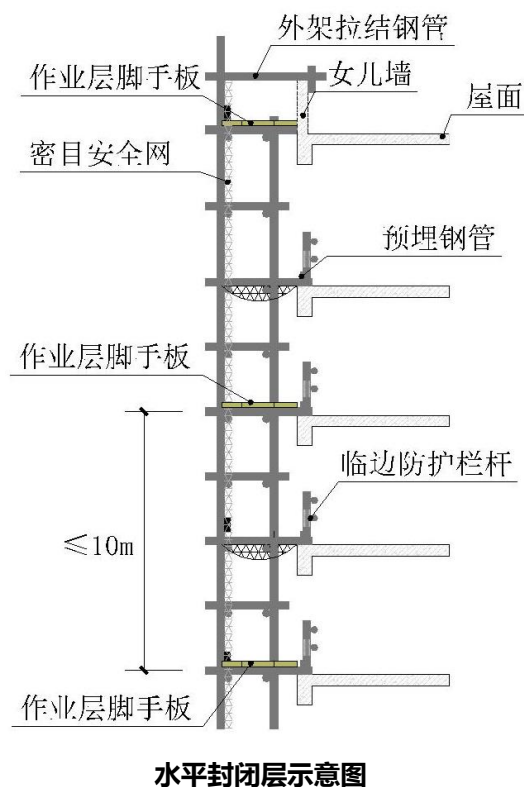 外架拉结钢管
作业层脚手板
女儿墙
屋面
密目安全网
预埋钢管
作业层脚手板
临边防护栏杆
≤10m
作业层脚手板
水平封闭层示意图